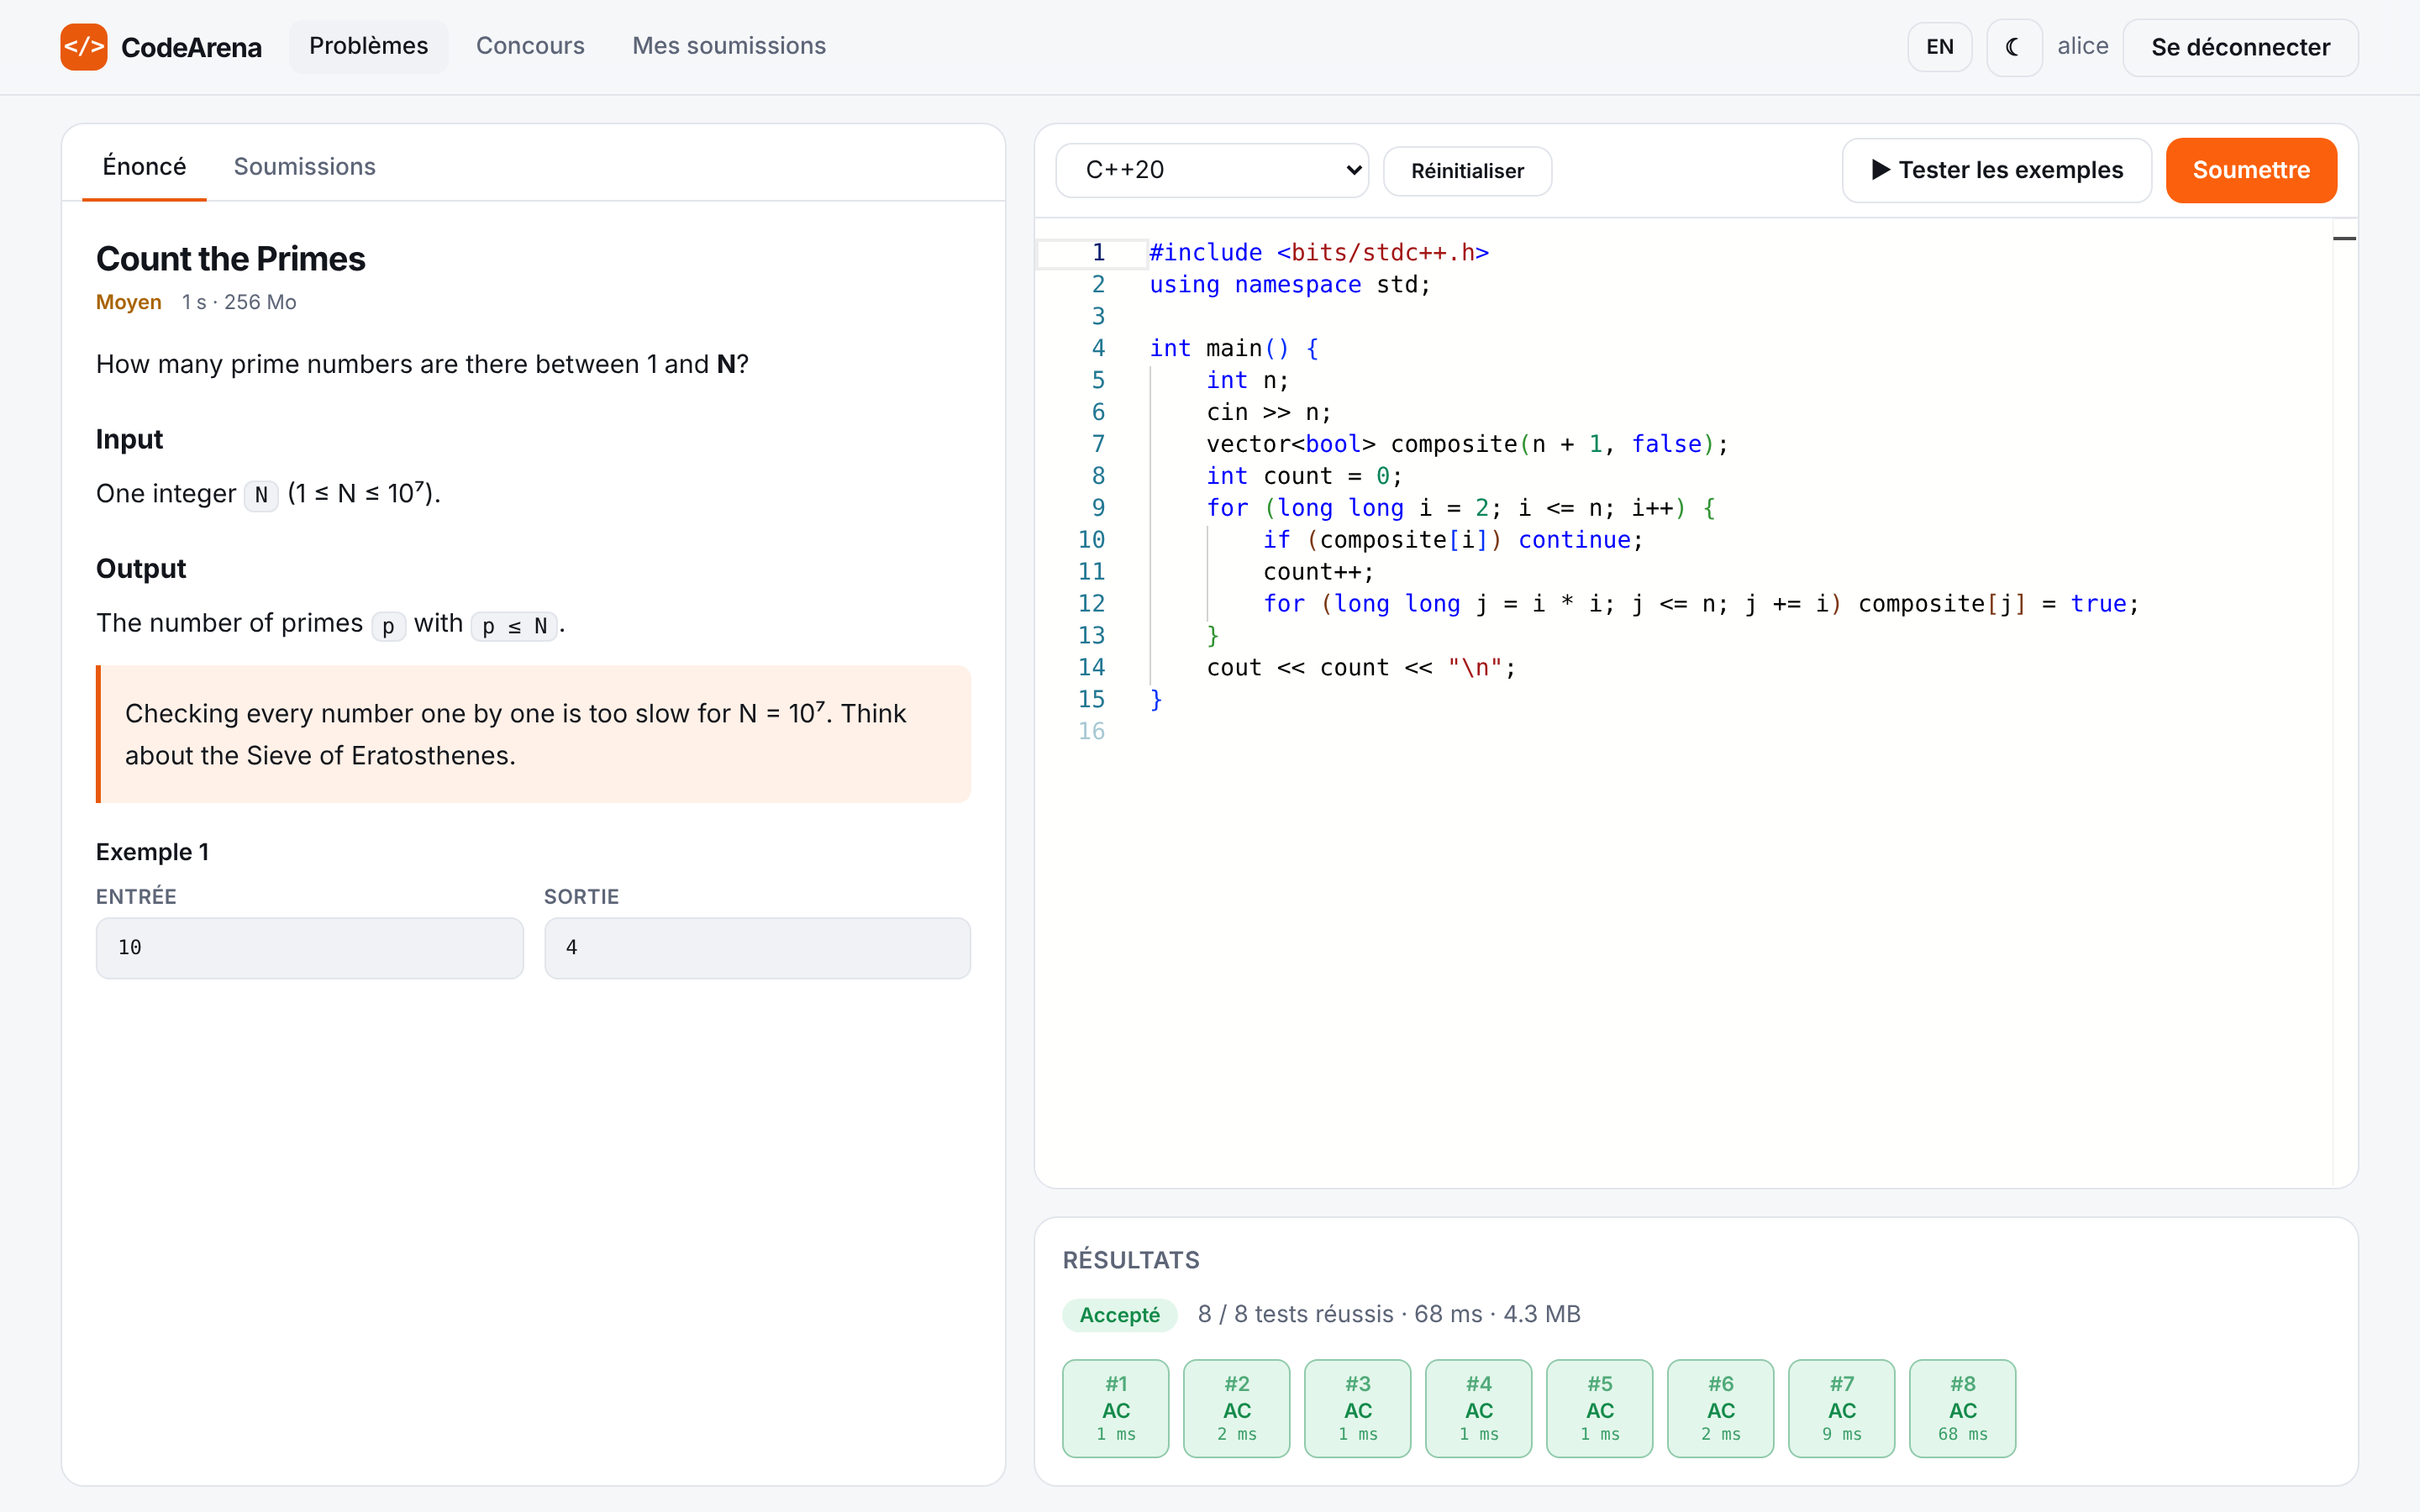 </> CodeArena Problèmes Concours Mes soumissions EN alice Se déconnecter
Énoncé Soumissions
Count the Primes
Moyen 1 s · 256 Mo
How many prime numbers are there between 1 and N?
Input
One integer N (1 ≤ N ≤ 10⁷).
Output
The number of primes p with p ≤ N.
Checking every number one by one is too slow for N = 10⁷. Think
about the Sieve of Eratosthenes.
Exemple 1
ENTRÉE SORTIE
10 4
C++20 Réinitialiser ▶ Tester les exemples Soumettre
1 #include <bits/stdc++.h>
2 using namespace std;
3
4 int main() {
5     int n;
6     cin >> n;
7     vector<bool> composite(n + 1, false);
8     int count = 0;
9     for (long long i = 2; i <= n; i++) {
10         if (composite[i]) continue;
11         count++;
12         for (long long j = i * i; j <= n; j += i) composite[j] = true;
13     }
14     cout << count << "\n";
15 }
16
RÉSULTATS
Accepté 8 / 8 tests réussis · 68 ms · 4.3 MB
#1 #2 #3 #4 #5 #6 #7 #8
AC AC AC AC AC AC AC AC
1 ms 2 ms 1 ms 1 ms 1 ms 2 ms 9 ms 68 ms